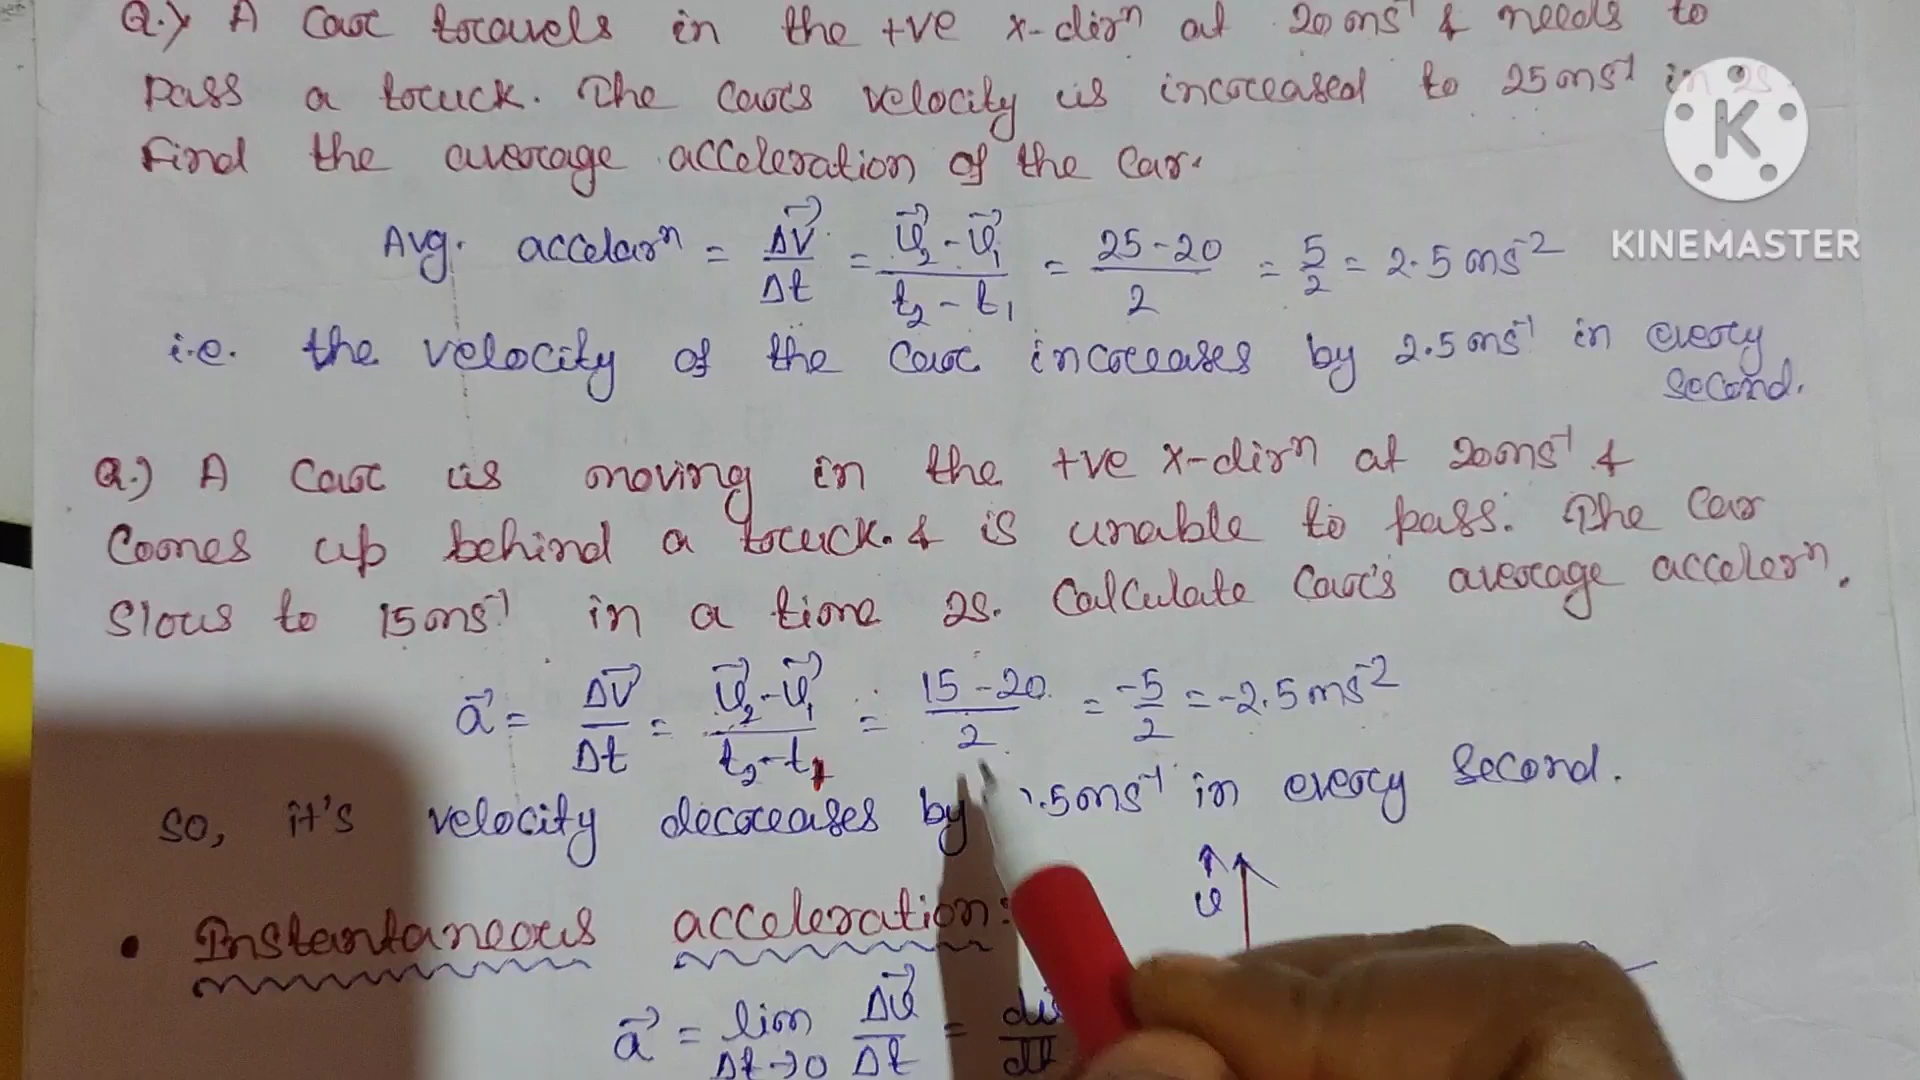 Q.) A car travels in the +ve x-dirⁿ at 20 ms⁻¹ & needs to
pass a truck. The car's velocity is increased to 25 ms⁻¹ in 2s.
Find the average acceleration of the car.
K
KINEMASTER
Avg. accelarⁿ = ΔV⃗/Δt = (v⃗₂ - v⃗₁)/(t₂ - t₁) = (25 - 20)/2 = 5/2 = 2.5 ms⁻²
i.e. the velocity of the car increases by 2.5 ms⁻¹ in every
second.
Q.) A car is moving in the +ve x-dirⁿ at 20 ms⁻¹ &
comes up behind a truck. & is unable to pass. The car
slows to 15 ms⁻¹ in a time 2s. Calculate car's average accelerⁿ.
a⃗ = ΔV⃗/Δt = (v⃗₂ - v⃗₁)/(t₂ - t₁) = (15 - 20)/2 = -5/2 = -2.5 ms⁻²
So, it's velocity decreases by .5 ms⁻¹ in every second.
v
• Instantaneous acceleration:
a⃗ = lim Δt→0 Δv⃗/Δt =